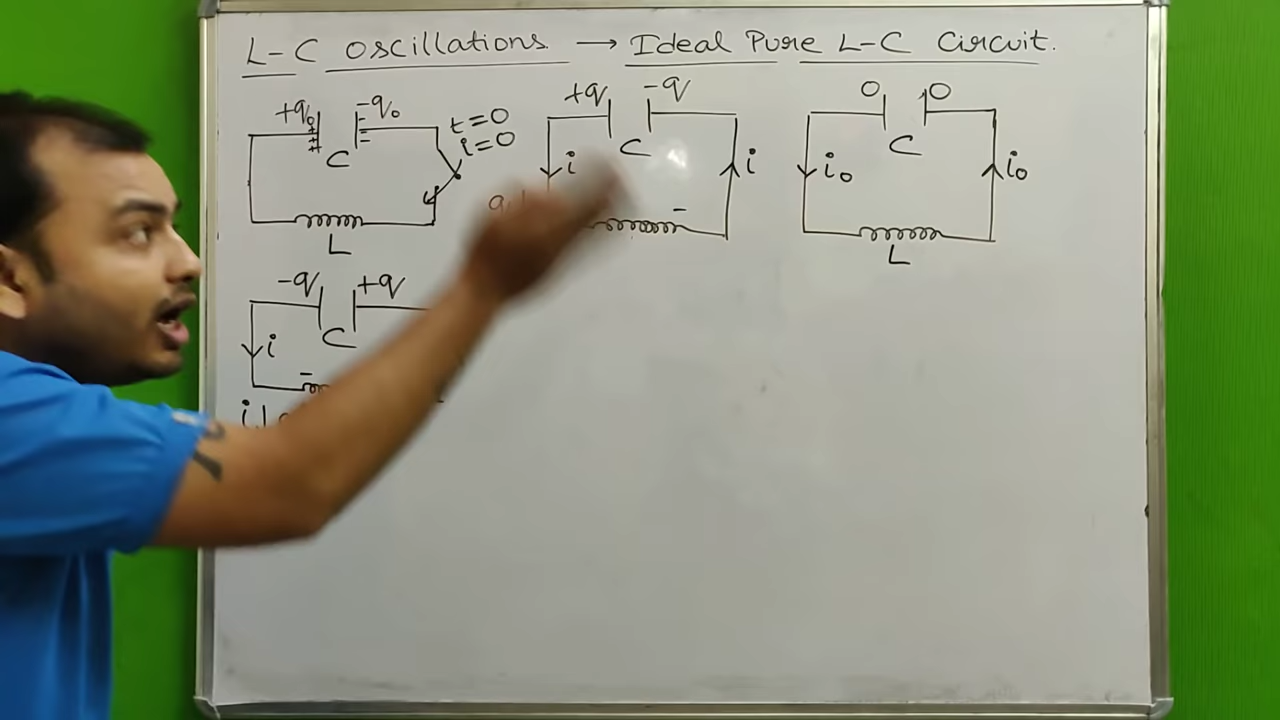 L-C Oscillations → Ideal Pure L-C Circuit.
+q₀ -q₀
C
t=0
i=0
L
+q -q
C
i i
-
0 0
C
i₀ i₀
L
-q +q
C
i
-
i↓